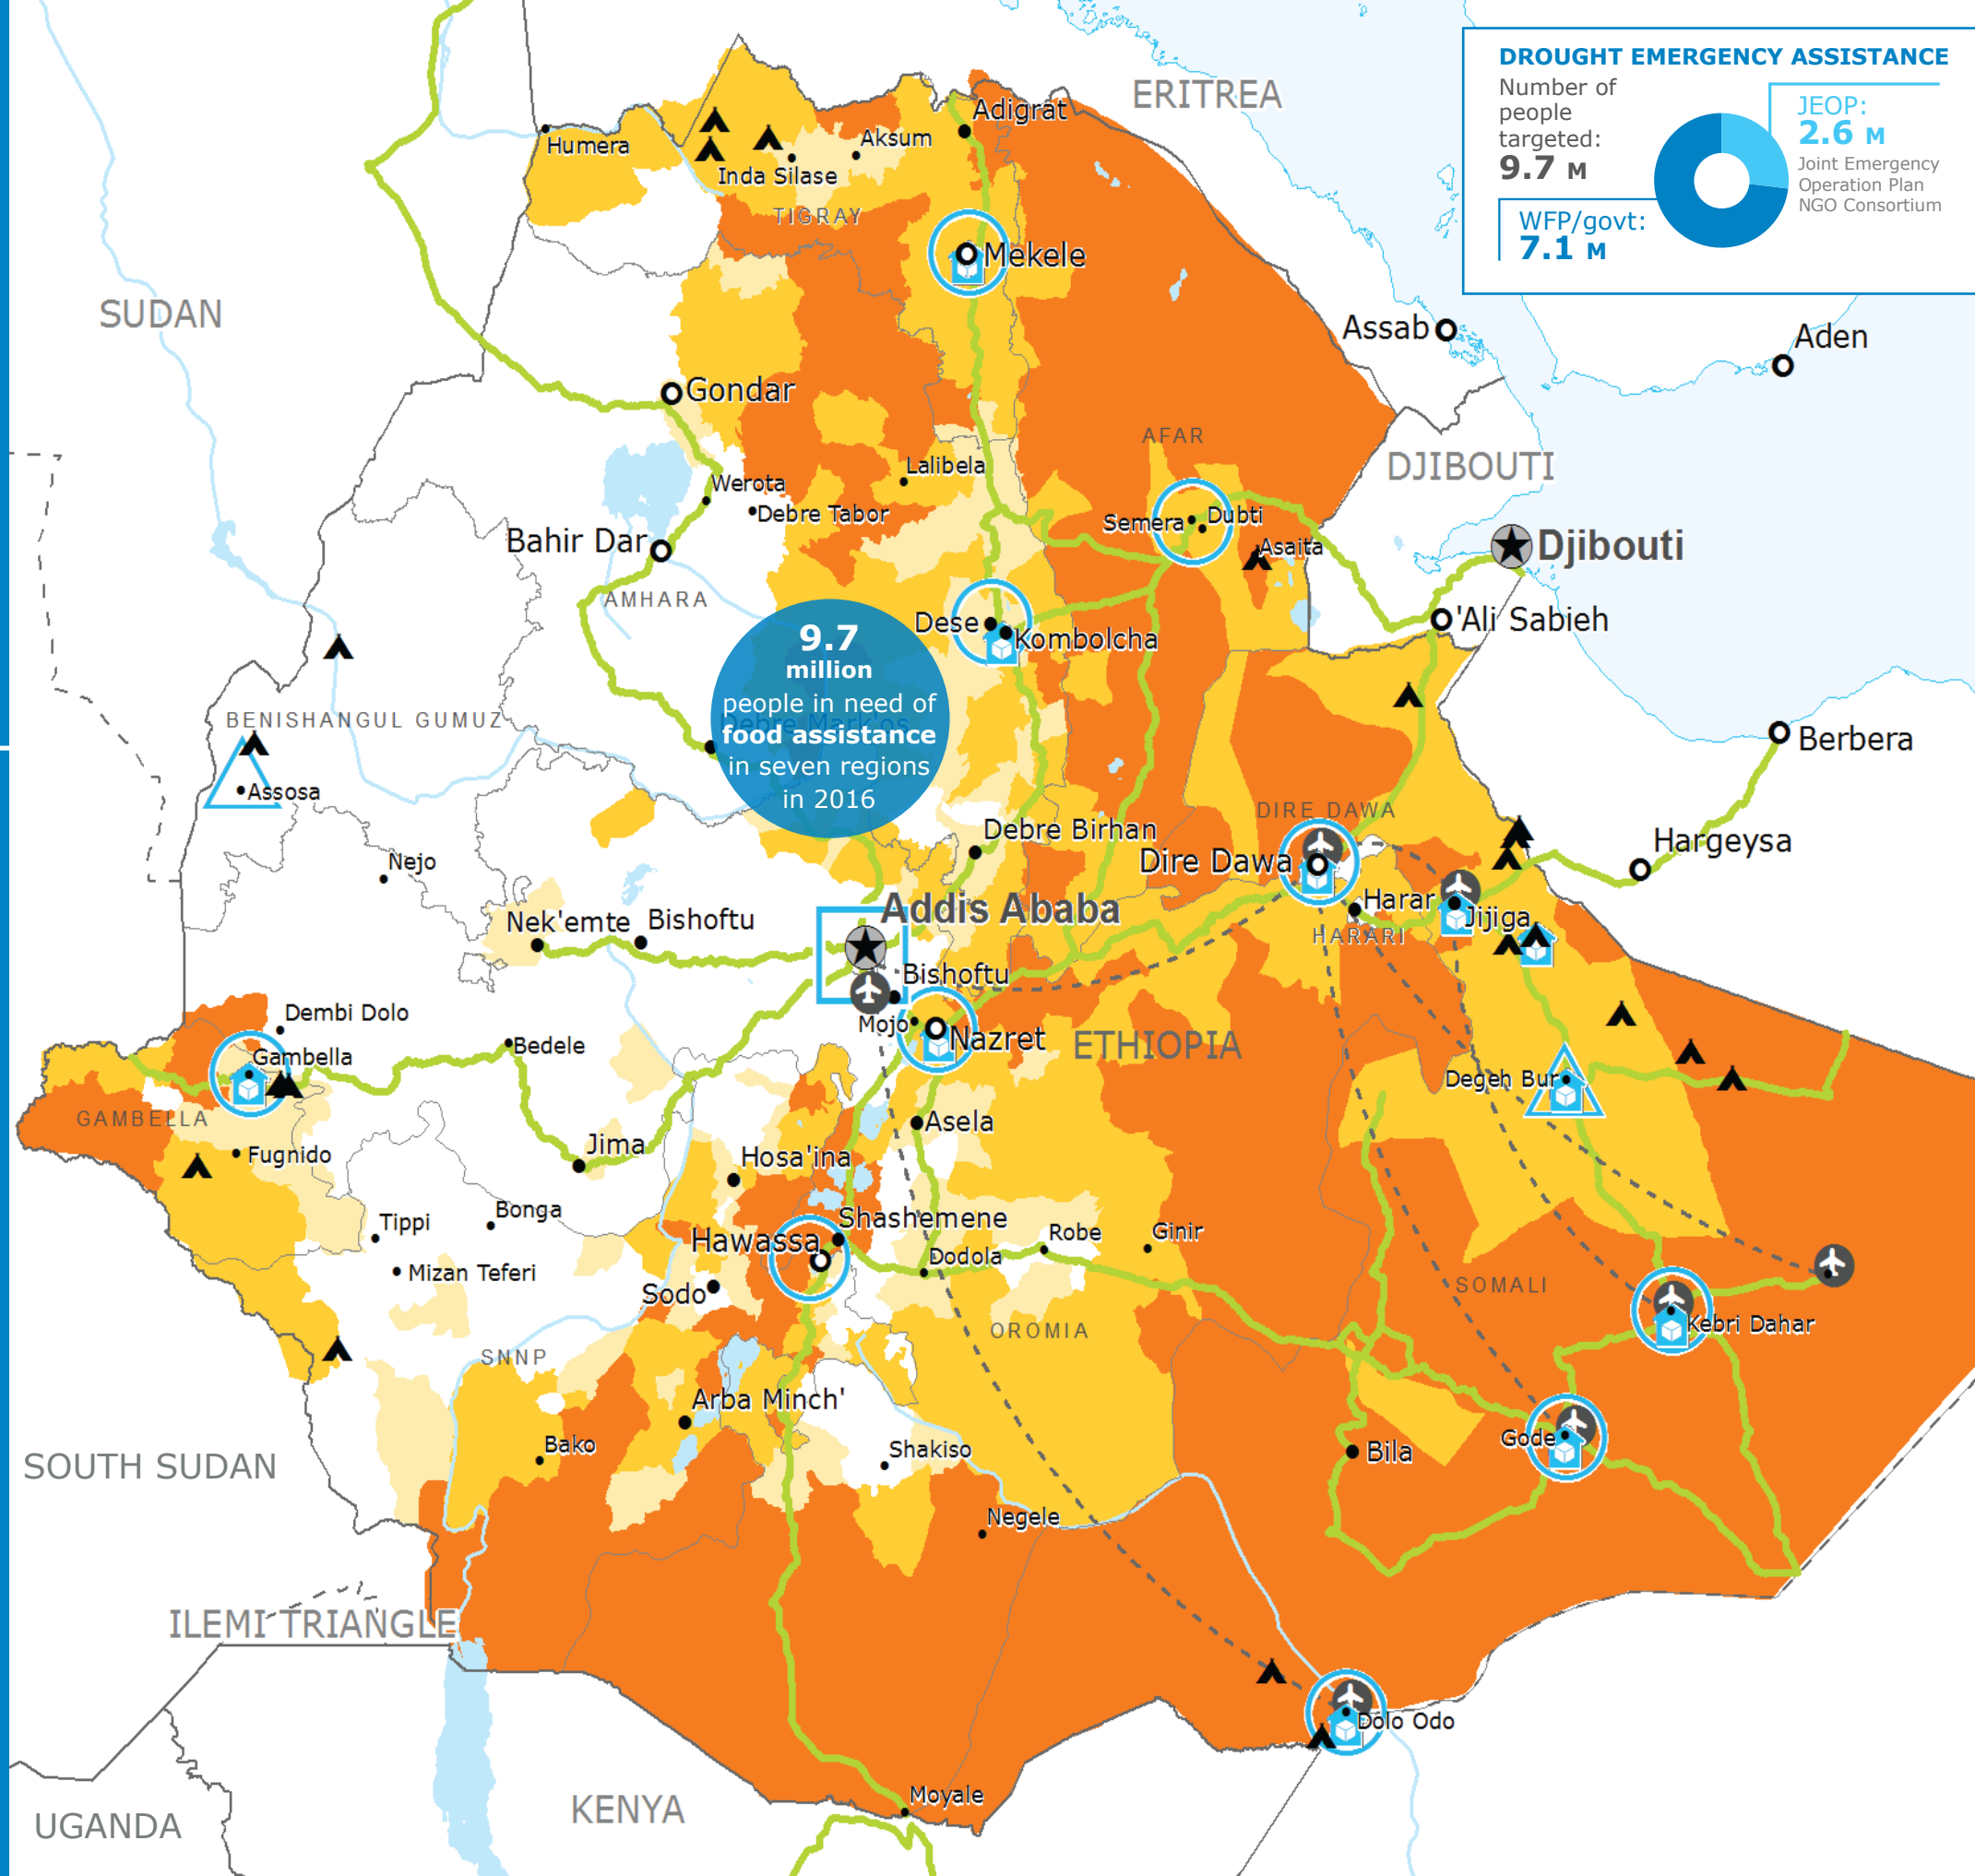 DROUGHT EMERGENCY ASSISTANCE
Number of
people
targeted:
9.7 M
JEOP:
2.6 M
Joint Emergency
Operation Plan
NGO Consortium
WFP/govt:
7.1 M
ERITREA
Adigrat
Humera
Aksum
Inda Silase
TIGRAY
Mekele
SUDAN
Assab
Aden
Gondar
AFAR
DJIBOUTI
Lalibela
Werota
Debre Tabor
Semera
Dubti
Bahir Dar
Asaita
Djibouti
AMHARA
Dese
'Ali Sabieh
Kombolcha
9.7
million
people in need of
Debre Mark'os
food assistance
in seven regions
in 2016
BENISHANGUL GUMUZ
Berbera
Assosa
DIRE DAWA
Debre Birhan
Hargeysa
Nejo
Dire Dawa
Harar
Addis Ababa
Jijiga
Nek'emte
Bishoftu
HARARI
Bishoftu
Dembi Dolo
Mojo
Nazret
ETHIOPIA
Bedele
Gambella
Degeh Bur
GAMBELLA
Asela
Jima
Fugnido
Hosa'ina
Bonga
Tippi
Shashemene
Robe
Ginir
Hawassa
Dodola
Mizan Teferi
Sodo
SOMALI
Kebri Dahar
OROMIA
SNNP
Arba Minch'
Bako
Shakiso
Bila
Gode
SOUTH SUDAN
Negele
ILEMI TRIANGLE
Dolo Odo
Moyale
KENYA
UGANDA